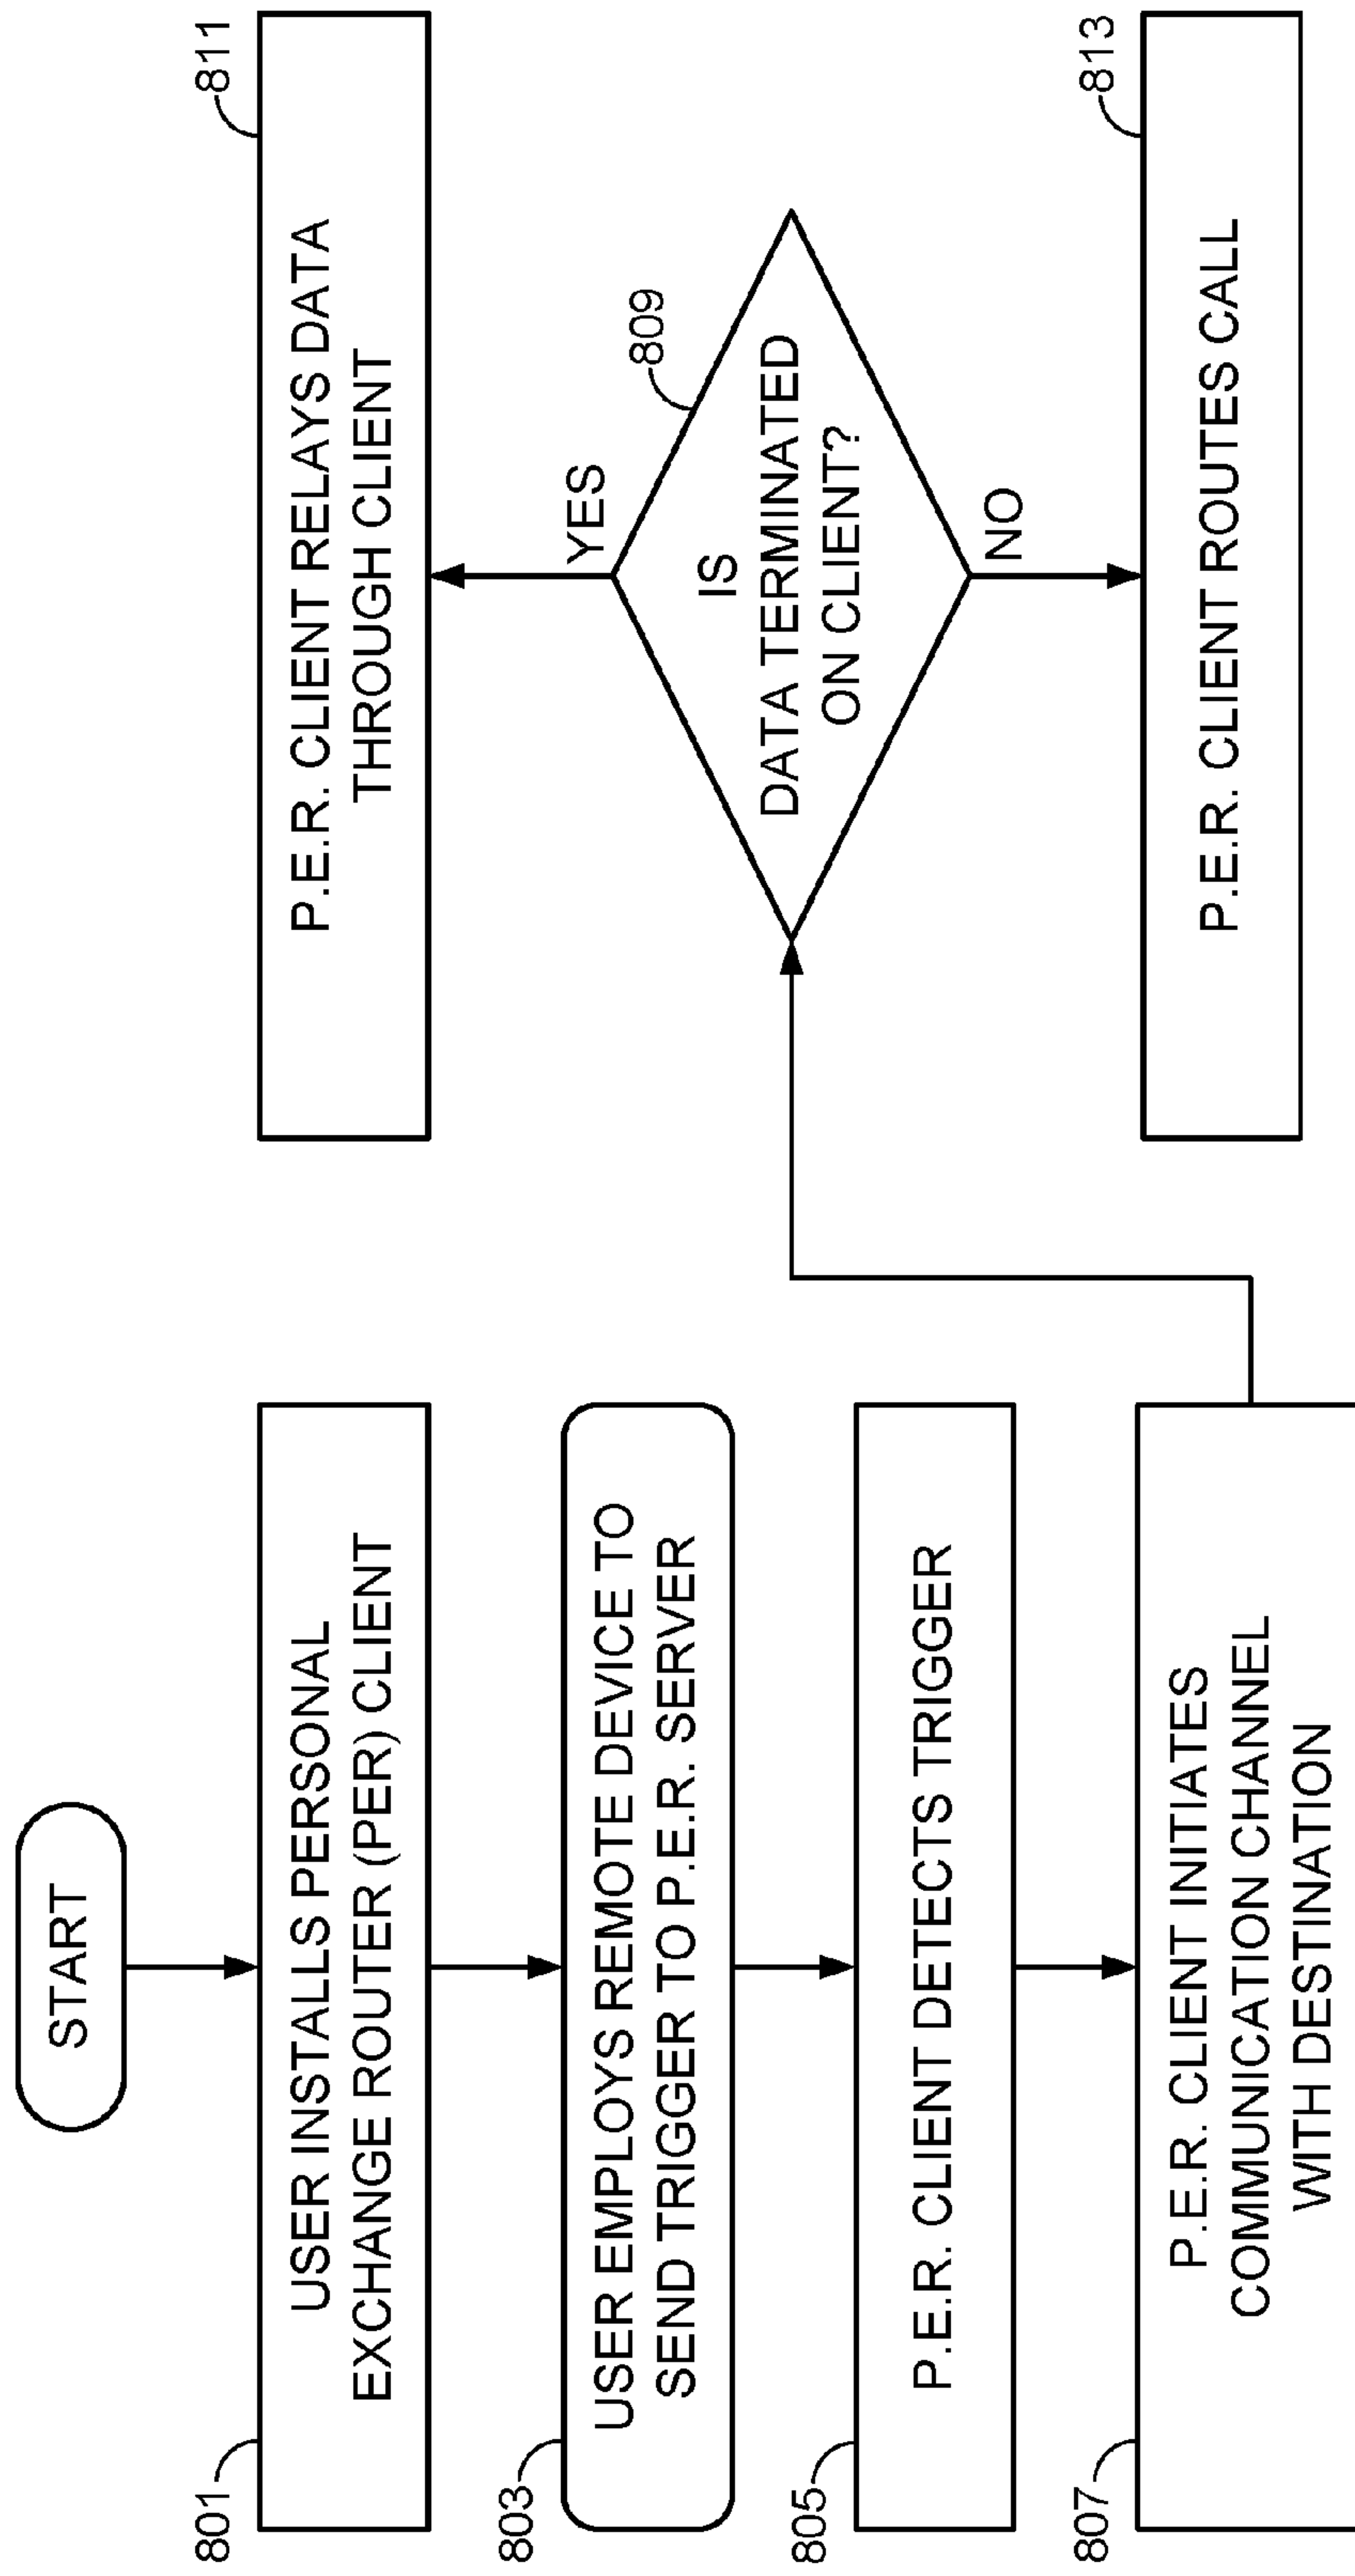 START
801
USER INSTALLS PERSONAL
EXCHANGE ROUTER (PER) CLIENT
803
USER EMPLOYS REMOTE DEVICE TO
SEND TRIGGER TO P.E.R. SERVER
805
P.E.R. CLIENT DETECTS TRIGGER
807
P.E.R. CLIENT INITIATES
COMMUNICATION CHANNEL
WITH DESTINATION
809
IS
DATA TERMINATED
ON CLIENT?
YES
811
P.E.R. CLIENT RELAYS DATA
THROUGH CLIENT
NO
813
P.E.R. CLIENT ROUTES CALL